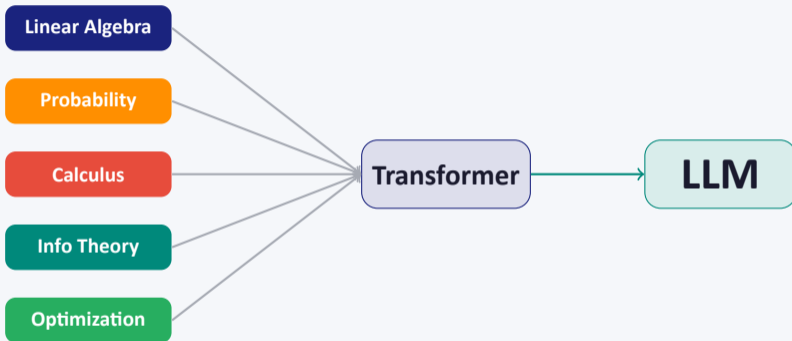 Linear Algebra
Probability
Calculus
Info Theory
Optimization
Transformer
LLM